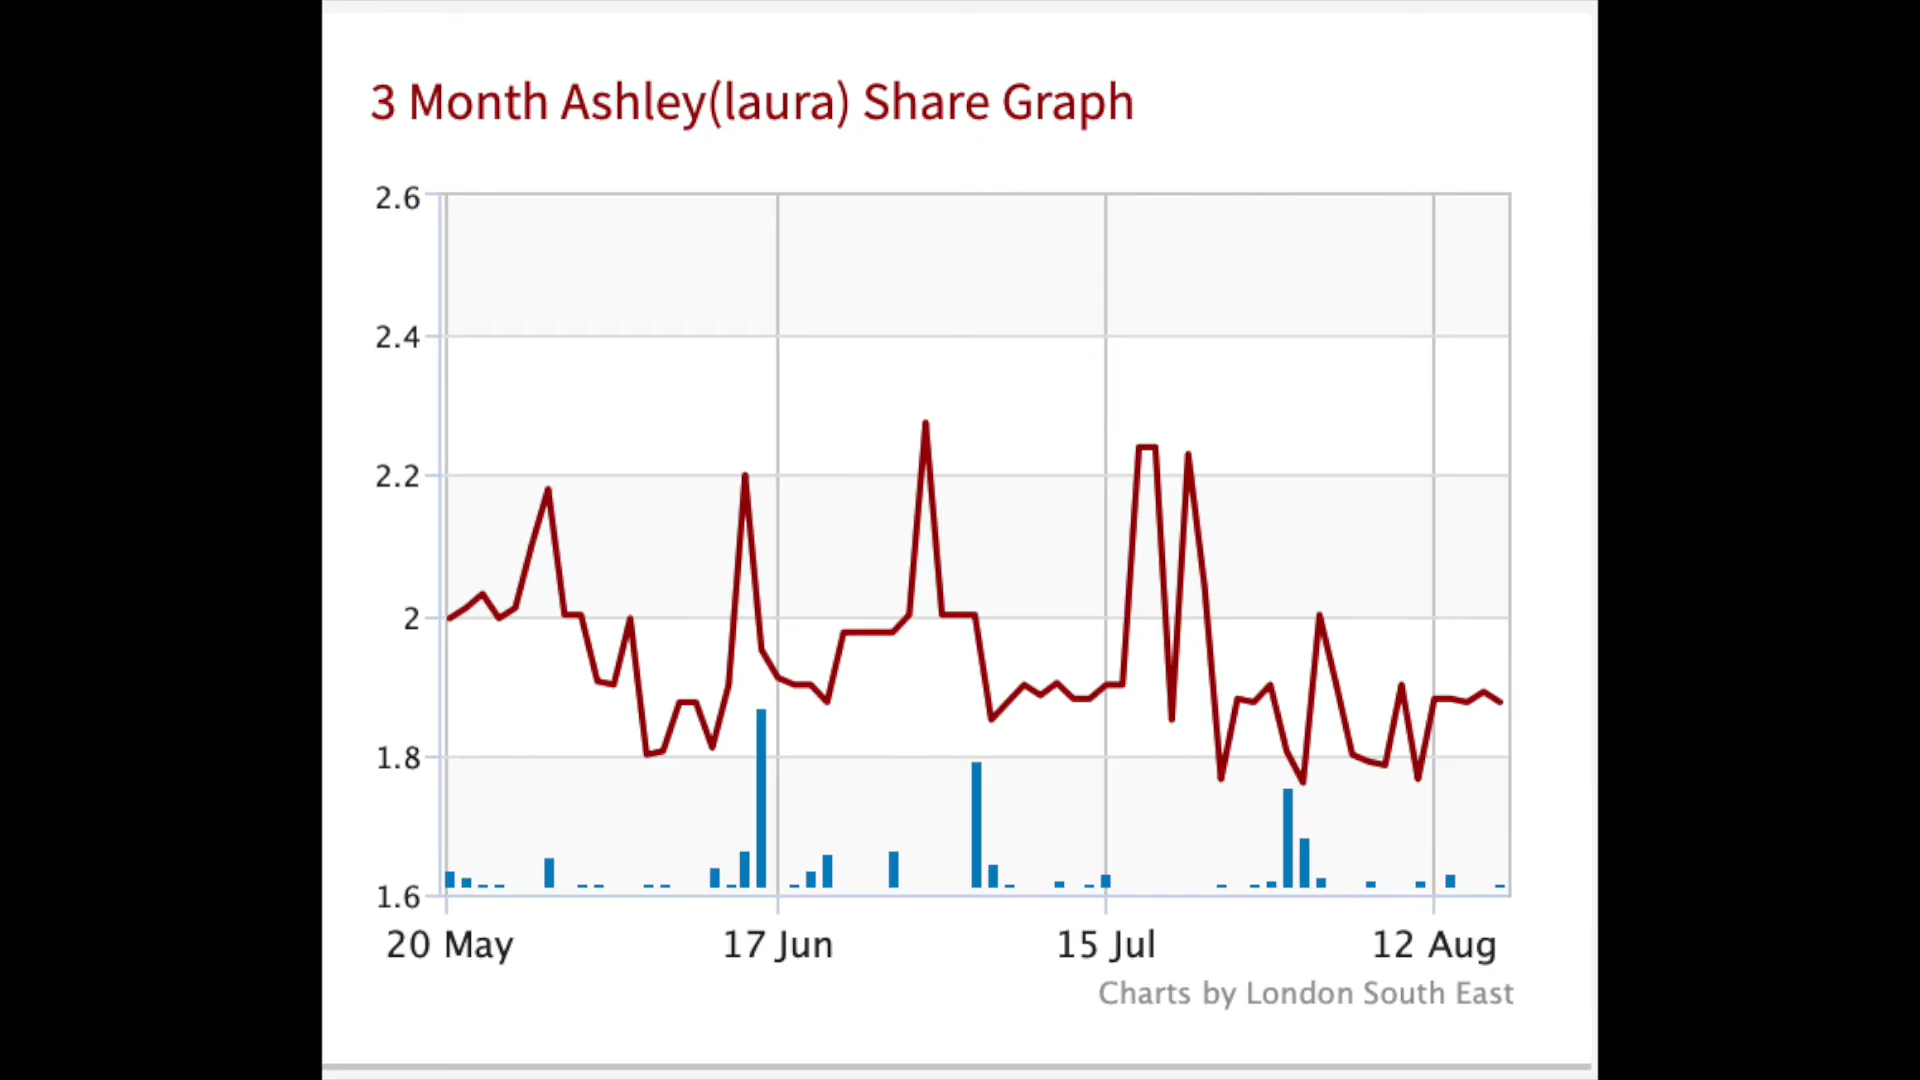 3 Month Ashley(laura) Share Graph
2.6
2.4
2.2
2
1.8
1.6
20 May 17 Jun 15 Jul 12 Aug
Charts by London South East